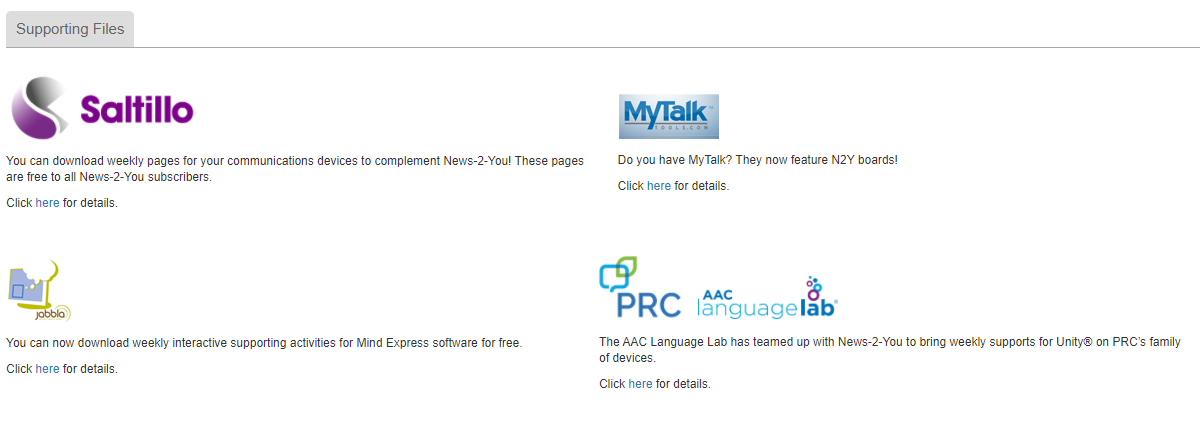 Supporting Files
Saltillo
You can download weekly pages for your communications devices to complement News-2-You! These pages
are free to all News-2-You subscribers.
Click here for details.
MyTalk™
TOOLS.COM
Do you have MyTalk? They now feature N2Y boards!
Click here for details.
jabbla
You can now download weekly interactive supporting activities for Mind Express software for free.
Click here for details.
PRC
AAC
languagelab®
The AAC Language Lab has teamed up with News-2-You to bring weekly supports for Unity® on PRC's family
of devices.
Click here for details.